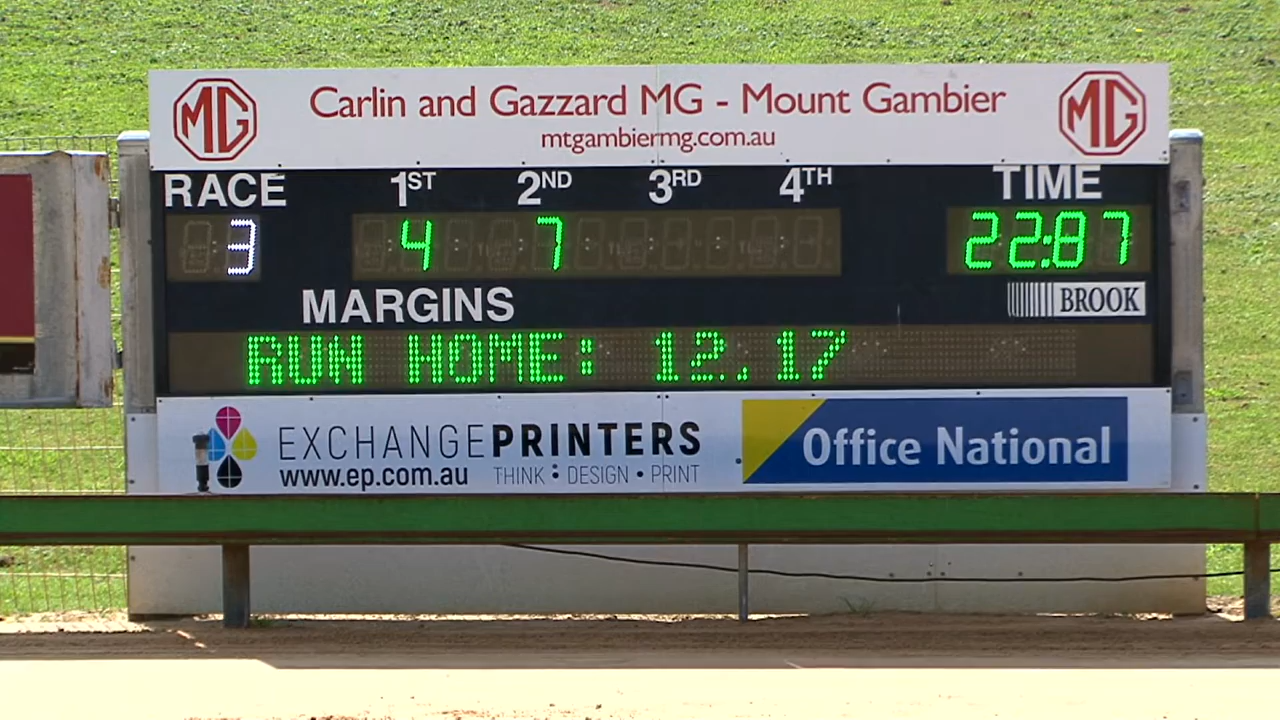 MG Carlin and Gazzard MG - Mount Gambier MG
mtgambiermg.com.au
RACE 1ST 2ND 3RD 4TH TIME
3 4 7 22:87
MARGINS BROOK
RUN HOME: 12.17
EXCHANGEPRINTERS Office National
www.ep.com.au THINK : DESIGN • PRINT